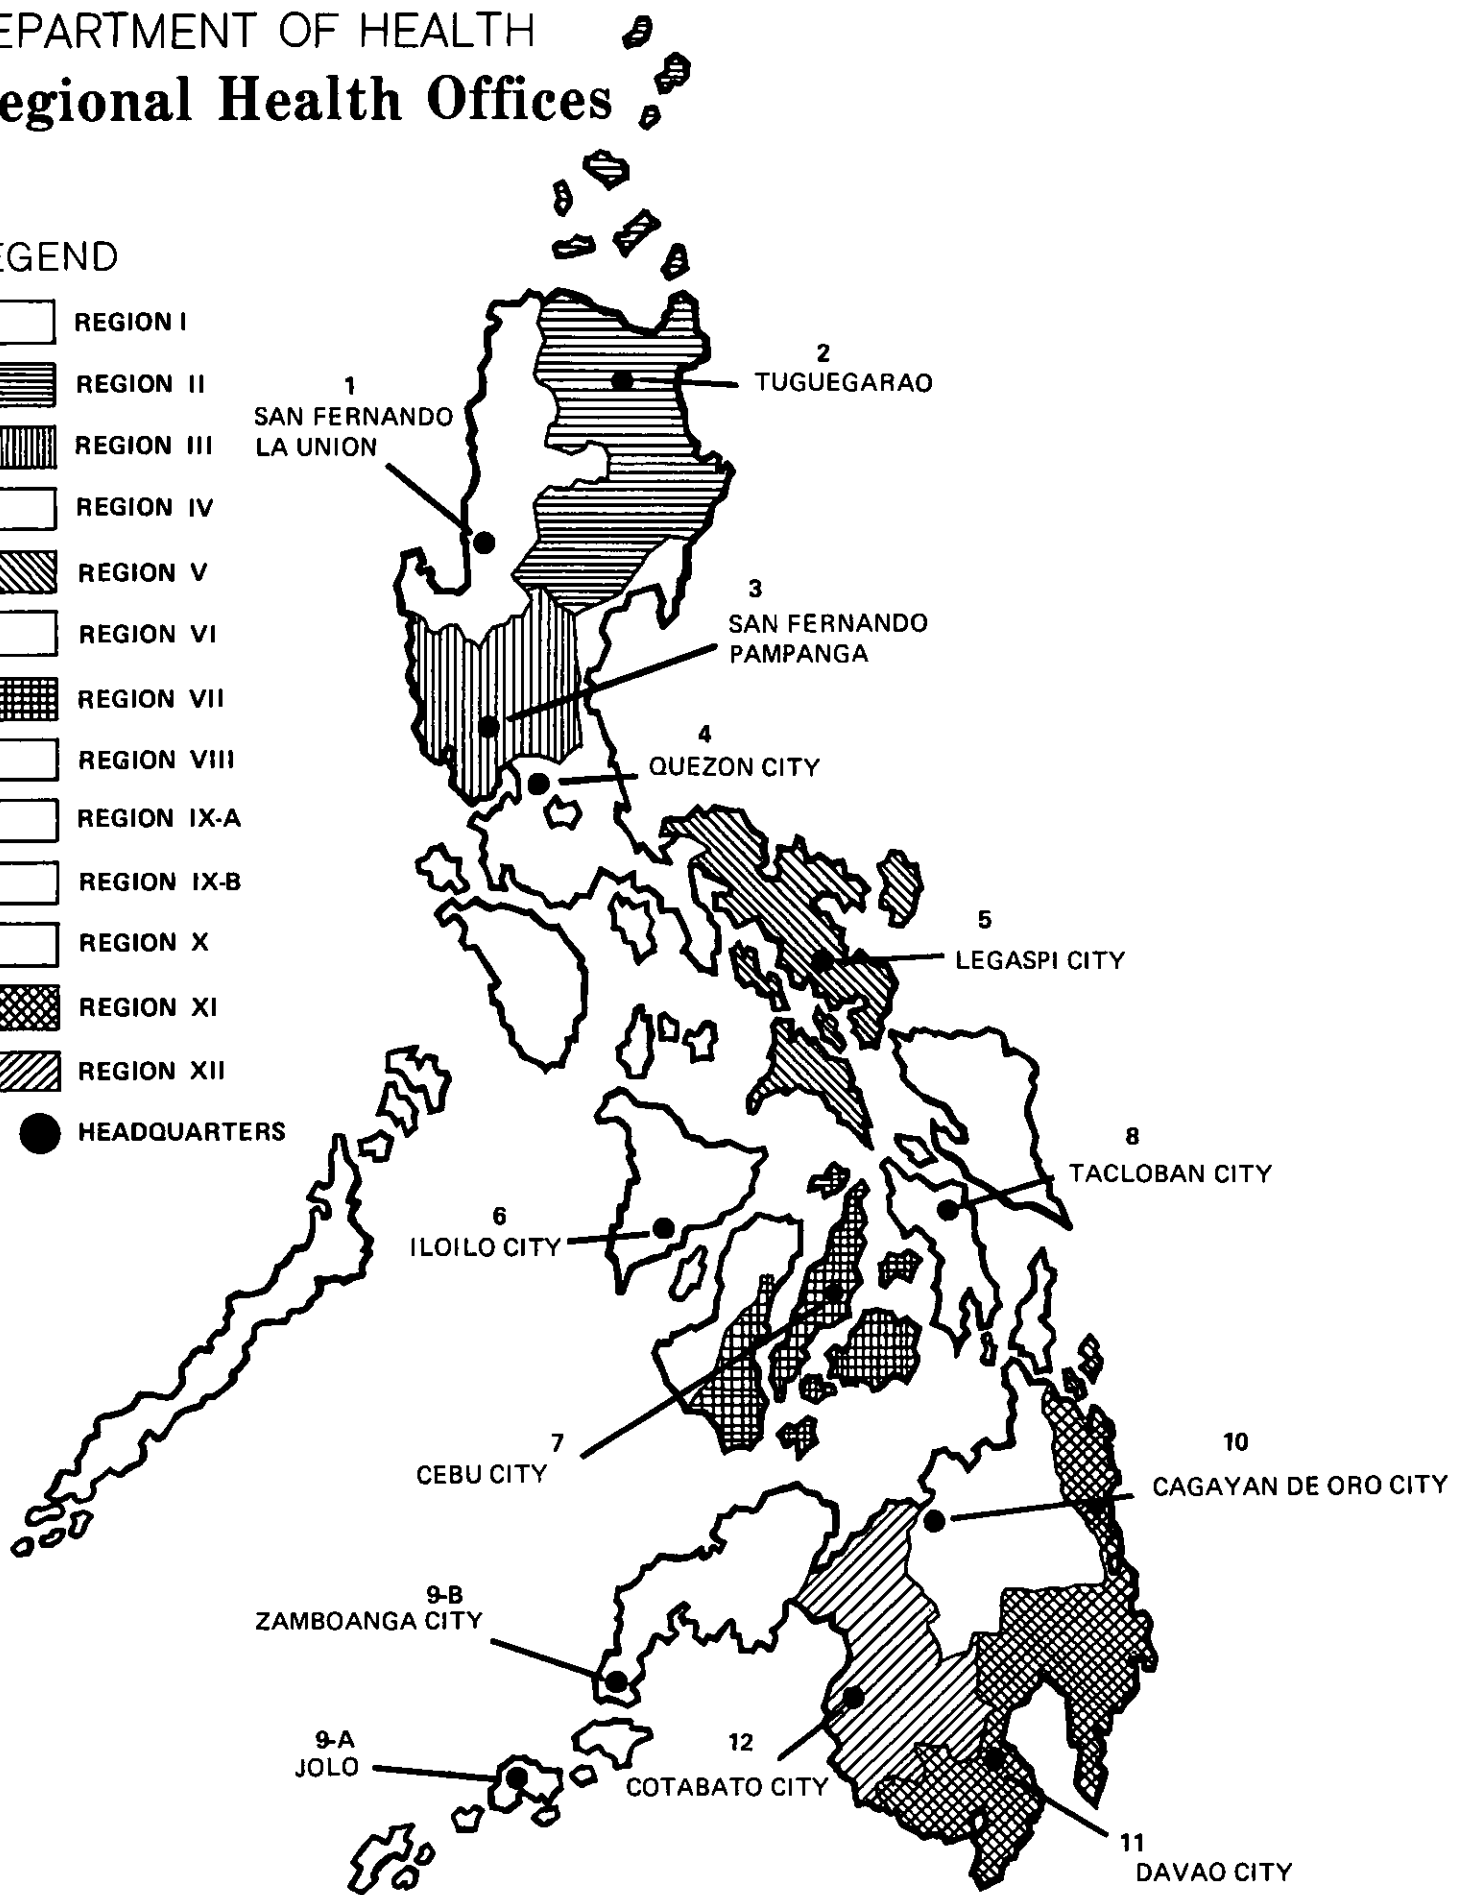 EPARTMENT OF HEALTH
egional Health Offices
EGEND
REGION I
REGION II
REGION III
REGION IV
REGION V
REGION VI
REGION VII
REGION VIII
REGION IX-A
REGION IX-B
REGION X
REGION XI
REGION XII
HEADQUARTERS
1
SAN FERNANDO
LA UNION
2
TUGUEGARAO
3
SAN FERNANDO
PAMPANGA
4
QUEZON CITY
5
LEGASPI CITY
8
TACLOBAN CITY
6
ILOILO CITY
7
CEBU CITY
10
CAGAYAN DE ORO CITY
9-B
ZAMBOANGA CITY
9-A
JOLO
12
COTABATO CITY
11
DAVAO CITY